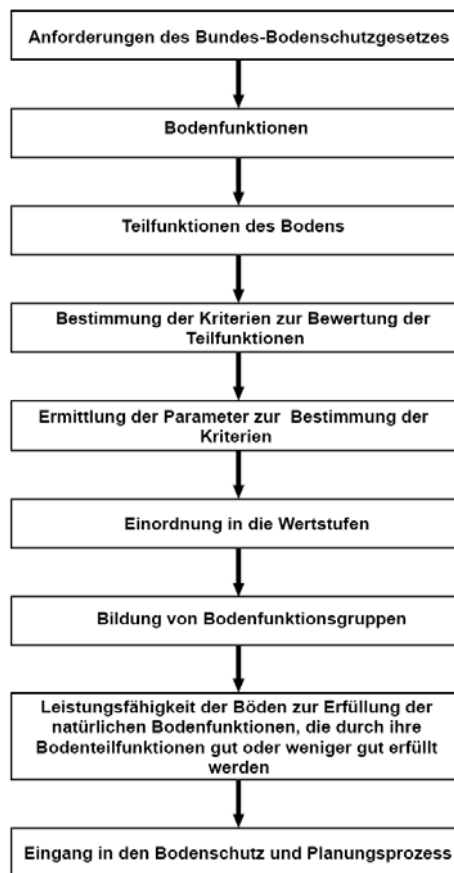 Anforderungen des Bundes-Bodenschutzgesetzes
Bodenfunktionen
Teilfunktionen des Bodens
Bestimmung der Kriterien zur Bewertung der
Teilfunktionen
Ermittlung der Parameter zur Bestimmung der
Kriterien
Einordnung in die Wertstufen
Bildung von Bodenfunktionsgruppen
Leistungsfähigkeit der Böden zur Erfüllung der
natürlichen Bodenfunktionen, die durch ihre
Bodenteilfunktionen gut oder weniger gut erfüllt
werden
Eingang in den Bodenschutz und Planungsprozess